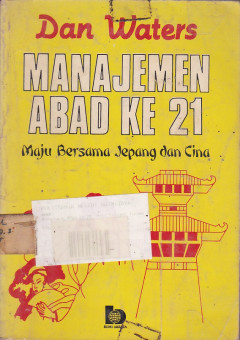 Dan Waters
MANAJEMEN
ABAD KE 21
Maju Bersama Jepang dan Cina